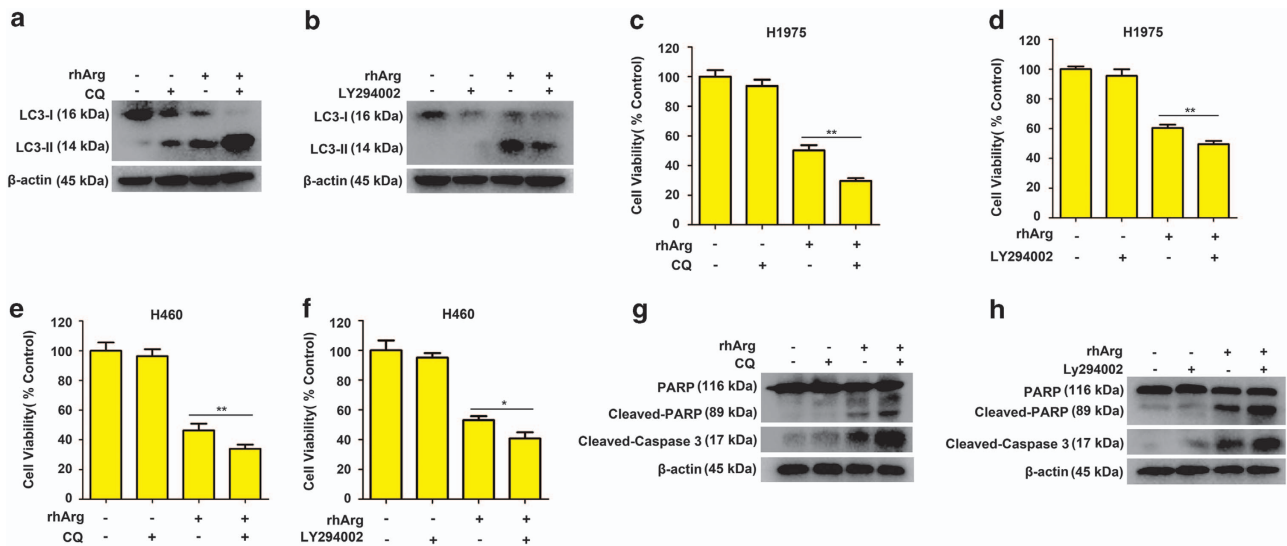 a
rhArg - - + +
CQ - + - +
LC3-I (16 kDa)
LC3-II (14 kDa)
β-actin (45 kDa)
b
rhArg - - + +
LY294002 - + - +
LC3-I (16 kDa)
LC3-II (14 kDa)
β-actin (45 kDa)
c
H1975
Cell Viability( % Control)
120
100
80
60
40
20
0
**
rhArg - - + +
CQ - + - +
d
H1975
Cell Viability( % Control)
120
100
80
60
40
20
0
**
rhArg - - + +
LY294002 - + - +
e
H460
Cell Viability( % Control)
120
100
80
60
40
20
0
**
rhArg - - + +
CQ - + - +
f
H460
Cell Viability( % Control)
120
100
80
60
40
20
0
*
rhArg - - + +
LY294002 - + - +
g
rhArg - - + +
CQ - + - +
PARP (116 kDa)
Cleaved-PARP (89 kDa)
Cleaved-Caspase 3 (17 kDa)
β-actin (45 kDa)
h
rhArg - - + +
Ly294002 - + - +
PARP (116 kDa)
Cleaved-PARP (89 kDa)
Cleaved-Caspase 3 (17 kDa)
β-actin (45 kDa)